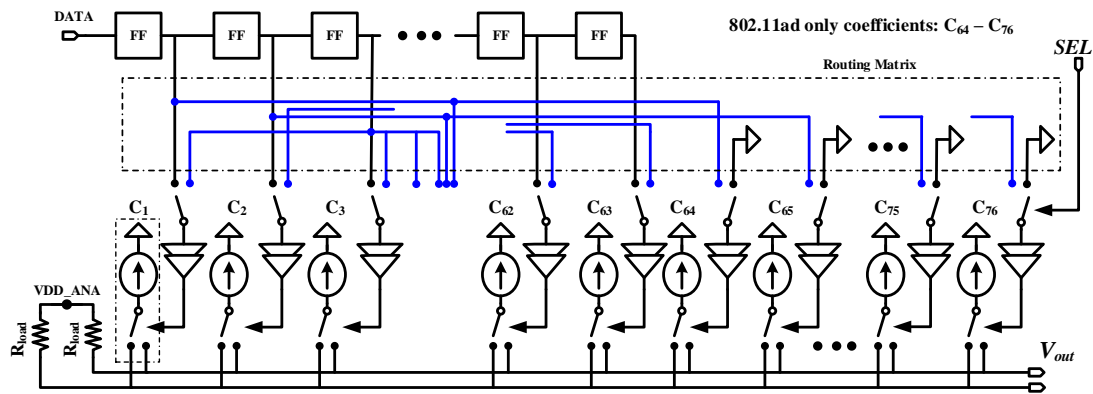 DATA
FF
FF
FF
FF
FF
802.11ad only coefficients: C64 – C76
SEL
Routing Matrix
C1
C2
C3
C62
C63
C64
C65
C75
C76
VDD_ANA
Rload
Rload
Vout